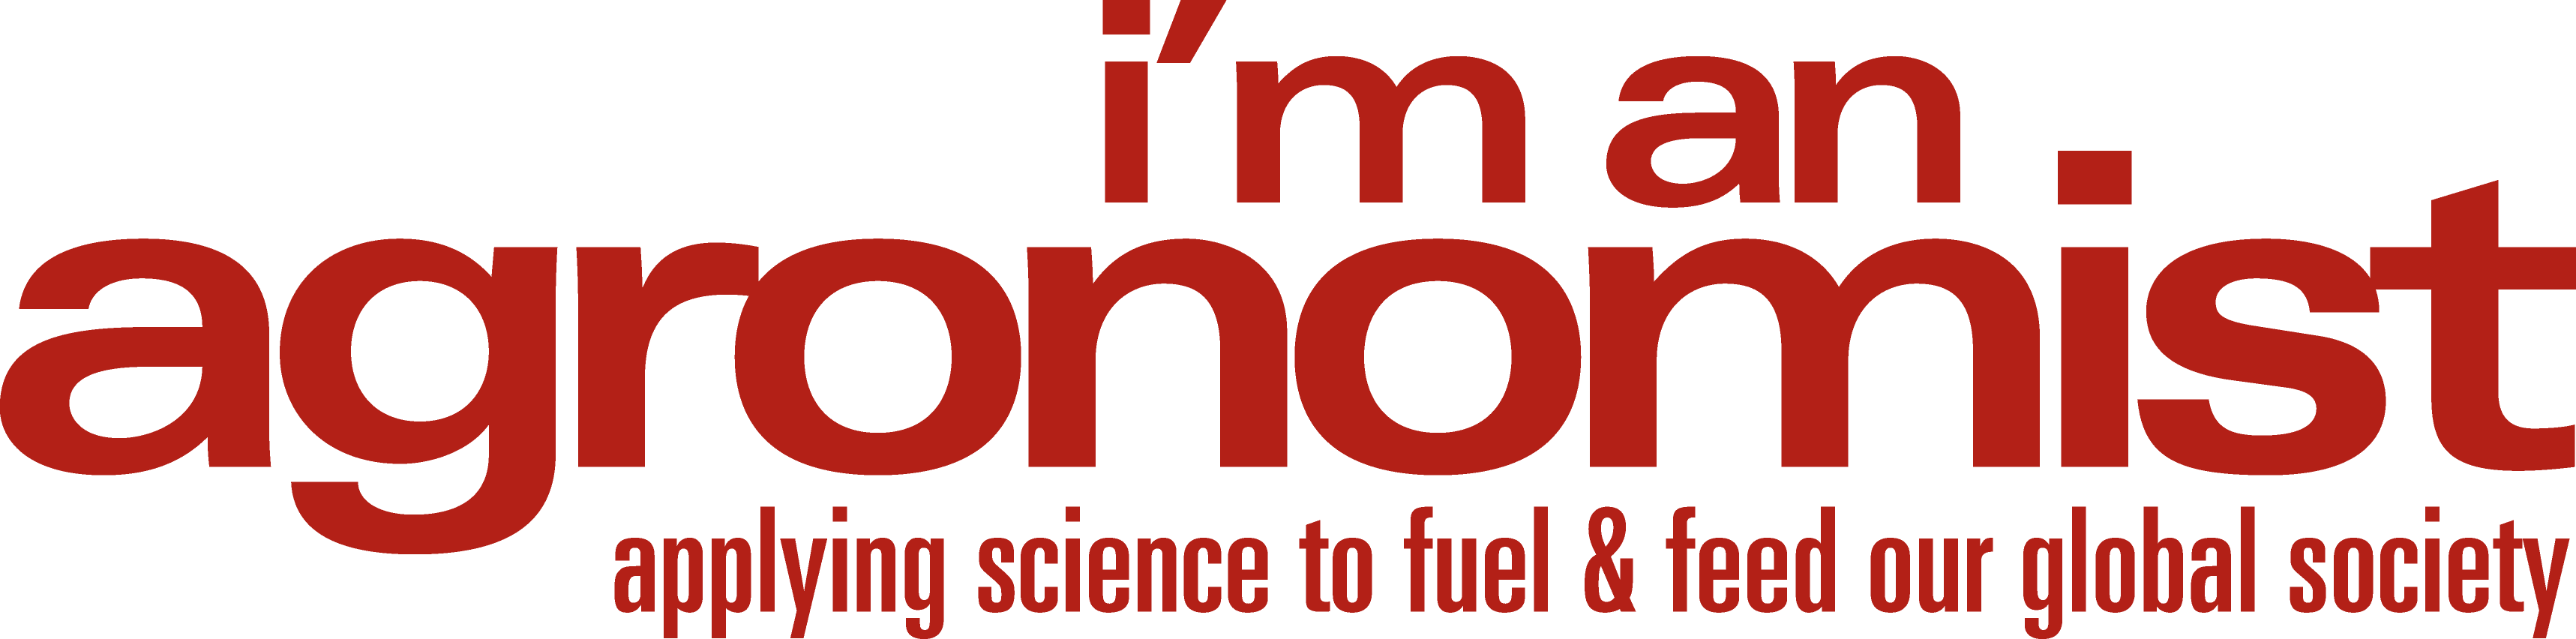 i'm an
agronomist
applying science to fuel & feed our global society